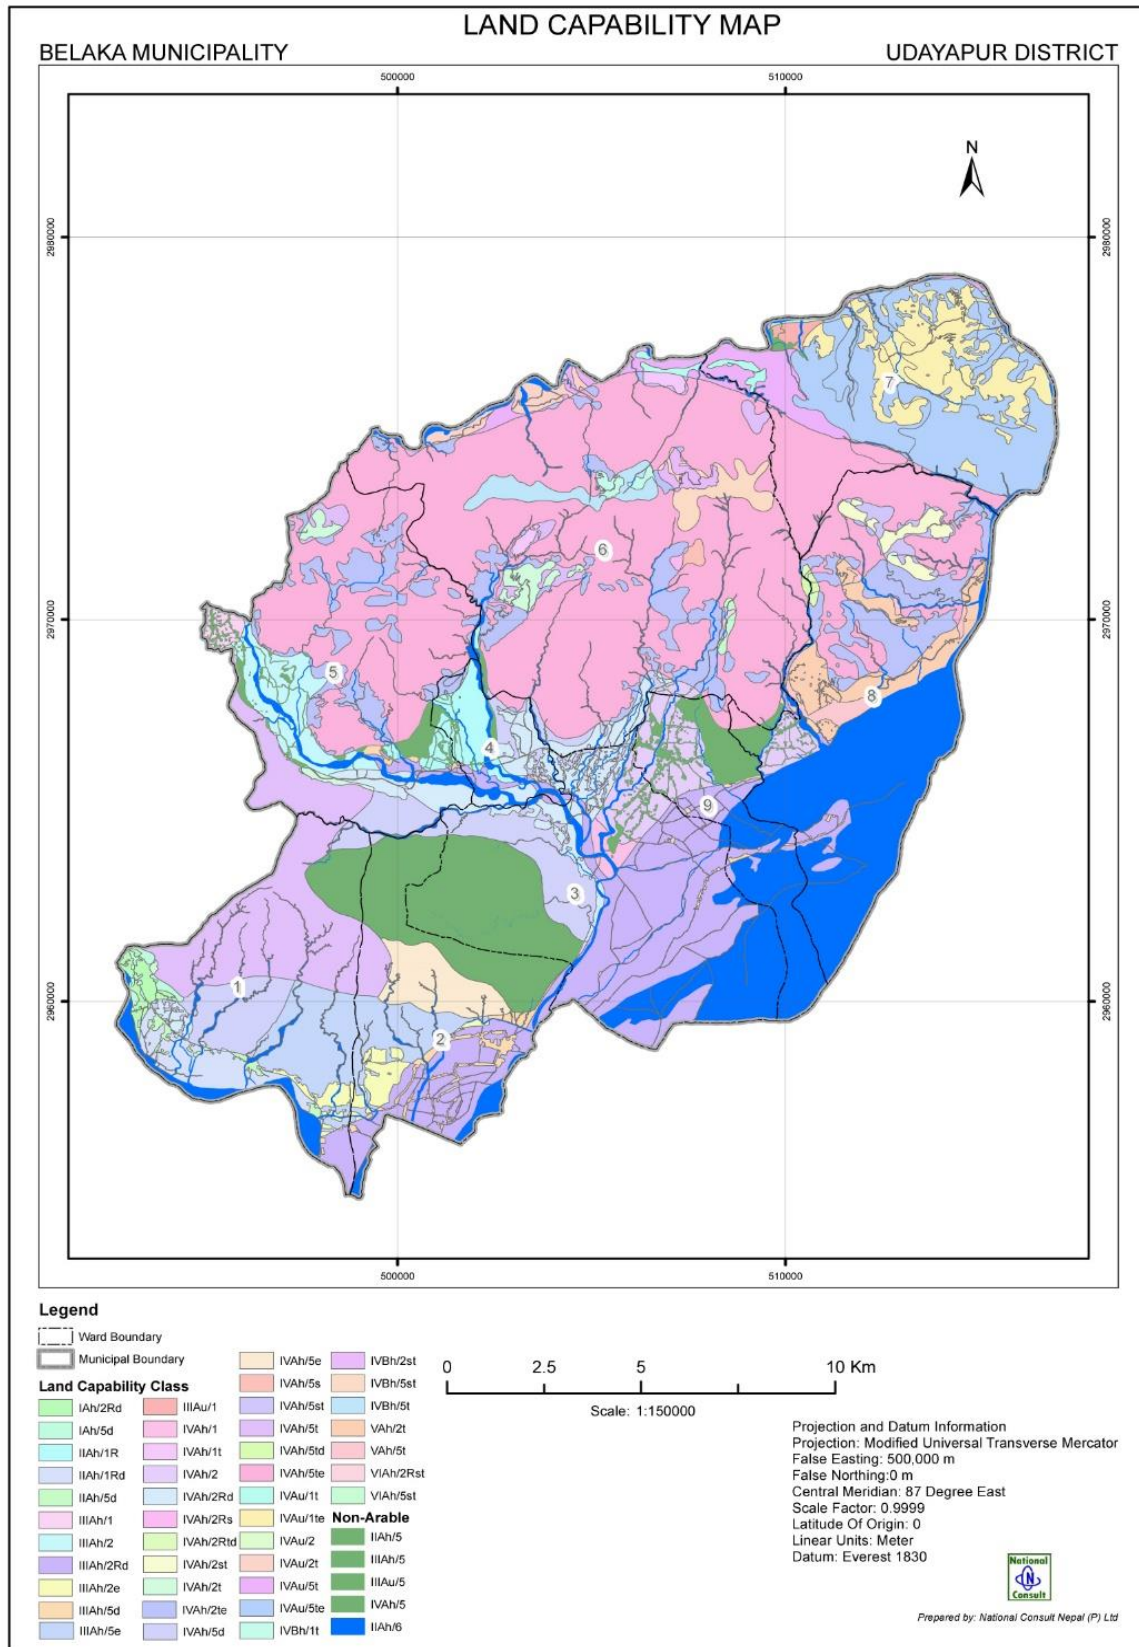 LAND CAPABILITY MAP
BELAKA MUNICIPALITY
UDAYAPUR DISTRICT
500000
510000
N
2980000
2980000
7
6
2970000
2970000
5
8
4
9
3
1
2960000
2960000
2
500000
510000
Legend
Ward Boundary
Municipal Boundary
Land Capability Class
IAh/2Rd
IAh/5d
IIAh/1R
IIAh/1Rd
IIAh/5d
IIIAh/1
IIIAh/2
IIIAh/2Rd
IIIAh/2e
IIIAh/5d
IIIAh/5e
IIIAu/1
IVAh/1
IVAh/1t
IVAh/2
IVAh/2Rd
IVAh/2Rs
IVAh/2Rtd
IVAh/2st
IVAh/2t
IVAh/2te
IVAh/5d
IVAh/5e
IVAh/5s
IVAh/5st
IVAh/5t
IVAh/5td
IVAh/5te
IVAu/1t
IVAu/1te
IVAu/2
IVAu/2t
IVAu/5t
IVAu/5te
IVBh/1t
IVBh/2st
IVBh/5st
IVBh/5t
VAh/2t
VAh/5t
VIAh/2Rst
VIAh/5st
Non-Arable
IIAh/5
IIIAh/5
IIIAu/5
IVAh/5
IIAh/6
0 2.5 5 10 Km
Scale: 1:150000
Projection and Datum Information
Projection: Modified Universal Transverse Mercator
False Easting: 500,000 m
False Northing:0 m
Central Meridian: 87 Degree East
Scale Factor: 0.9999
Latitude Of Origin: 0
Linear Units: Meter
Datum: Everest 1830
National
N
Consult
Prepared by: National Consult Nepal (P) Ltd